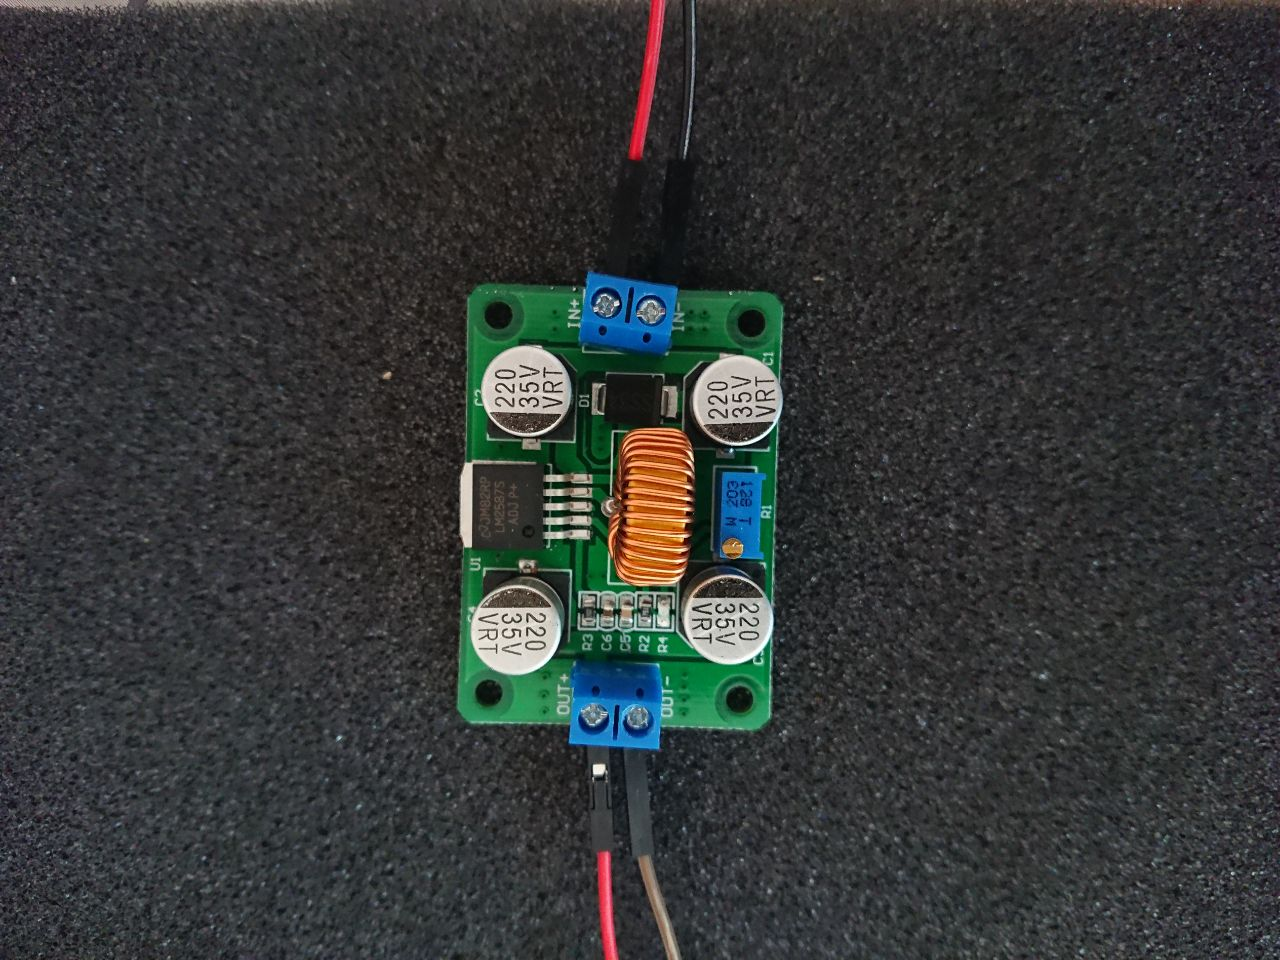 IN+
IN-
C1
220
35V
VRT
D1
220
35V
VRT
LM2587S
-ADJ P+
128 T
M 203
R1
U1
220
35V
VRT
R3
C6
C5
R2
R4
220
35V
VRT
OUT+
OUT-